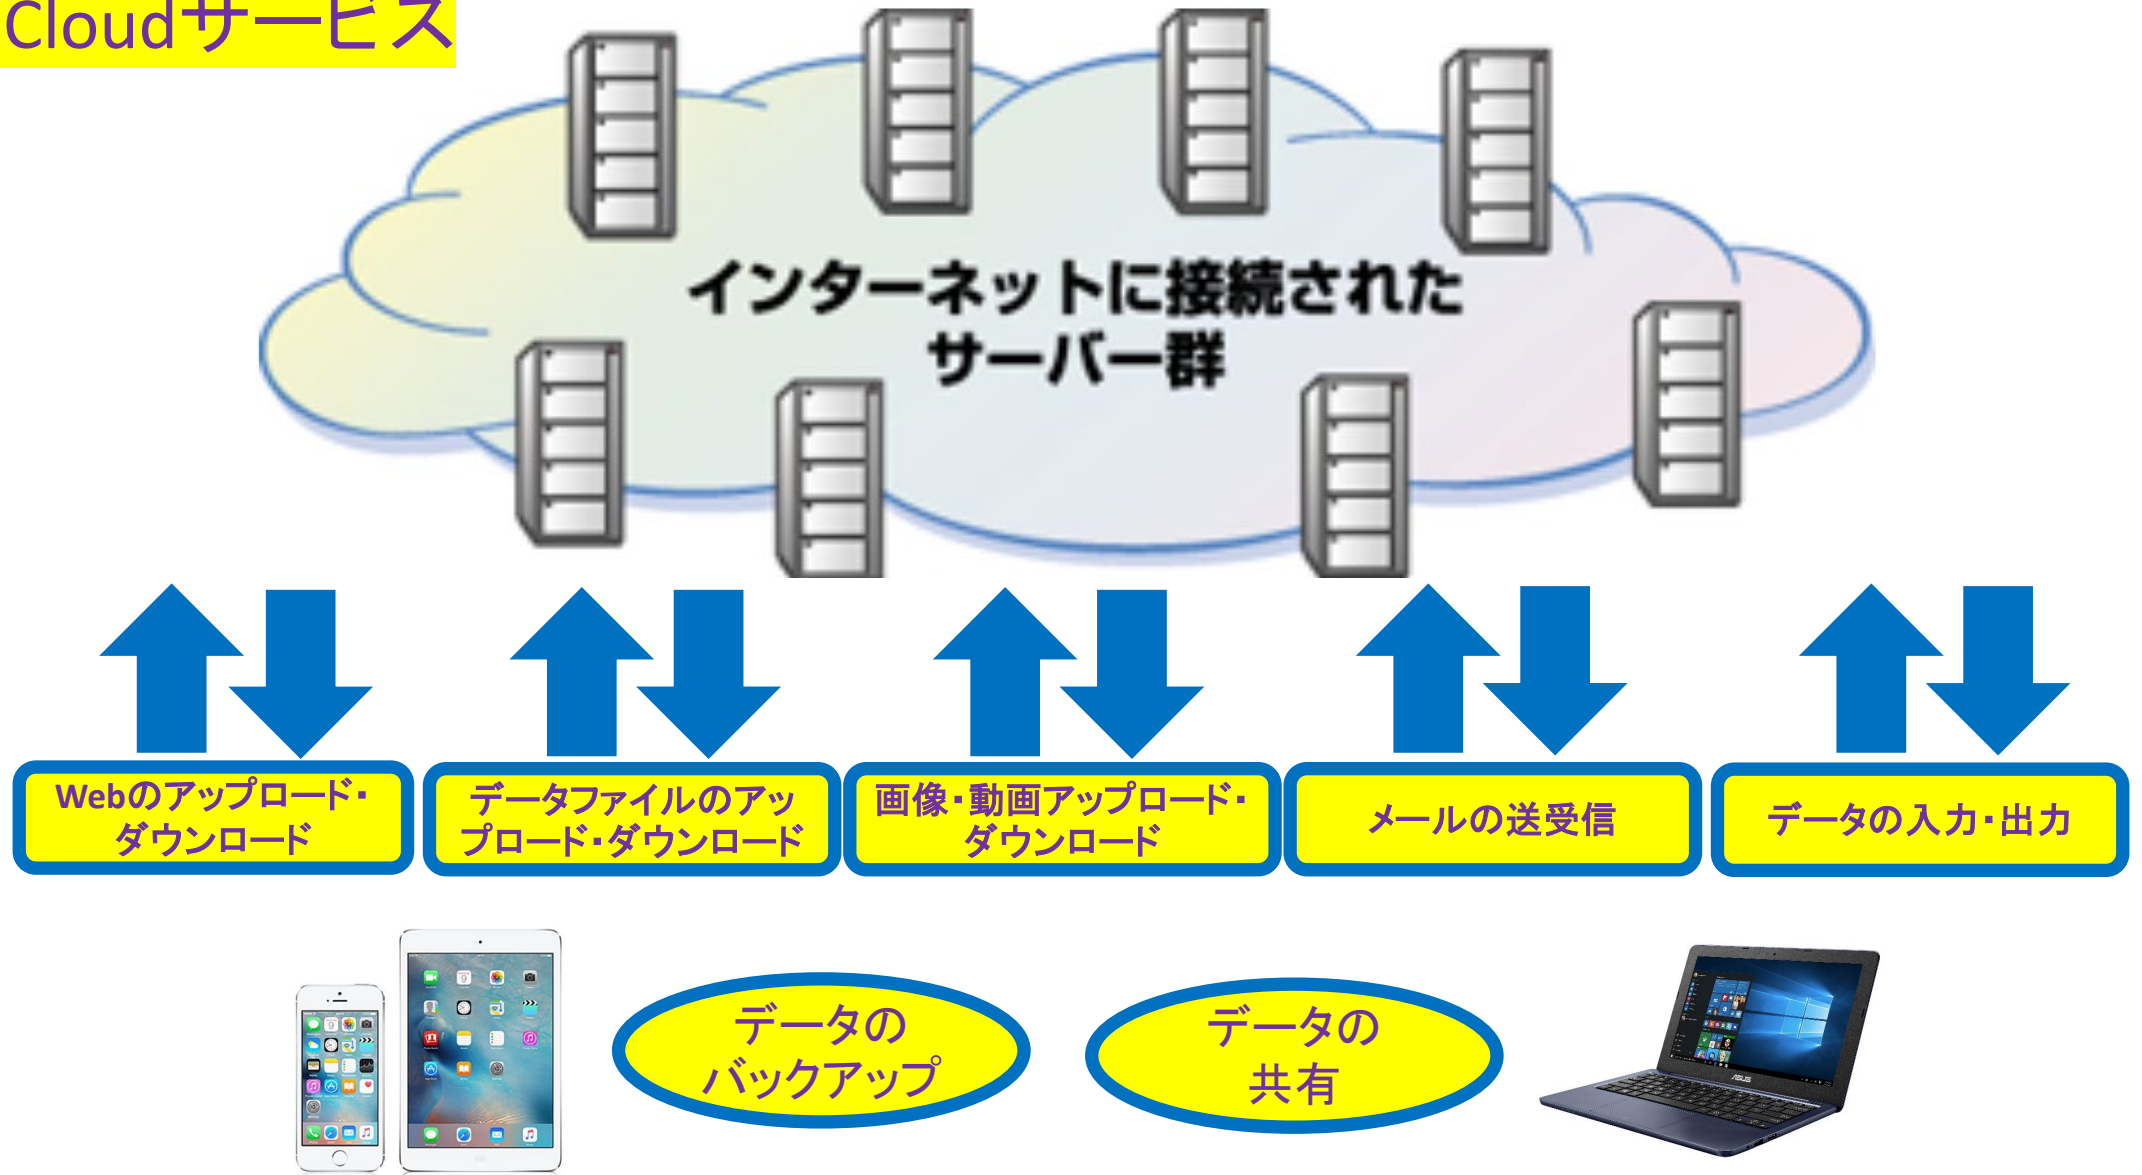 Cloudサービス
インターネットに接続された
サーバー群
Webのアップロード・
ダウンロード
データファイルのアッ
プロード・ダウンロード
画像・動画アップロード・
ダウンロード
メールの送受信
データの入力・出力
データの
バックアップ
データの
共有
ASUS